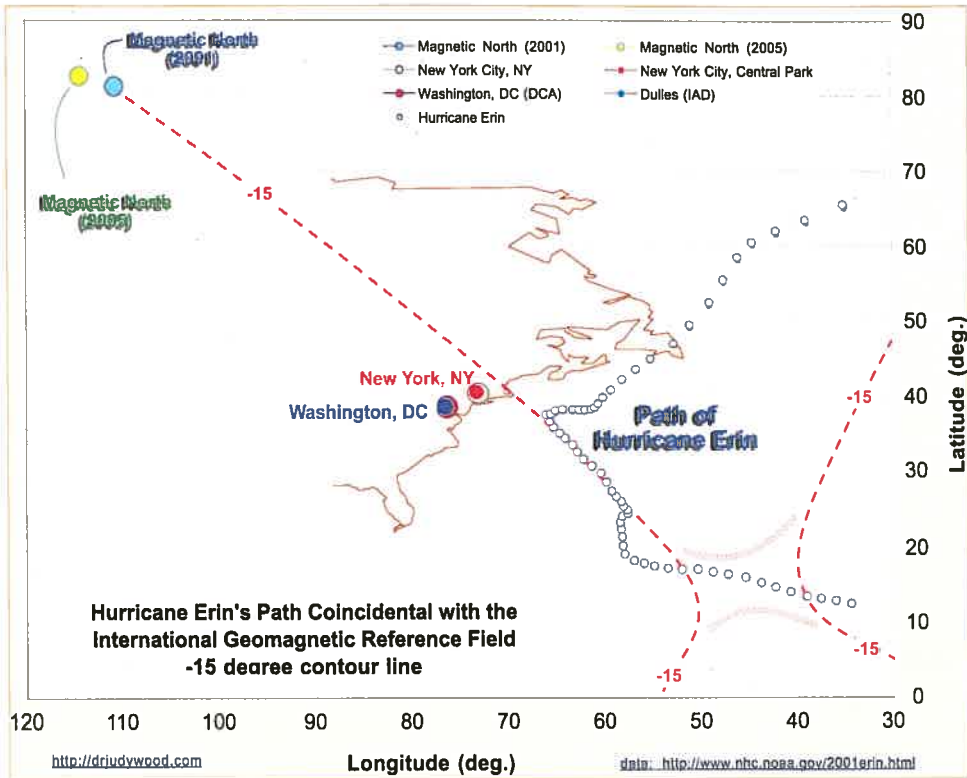 Magnetic North
(2001)
Magnetic North (2001)
Magnetic North (2005)
New York City, NY
New York City, Central Park
Washington, DC (DCA)
Dulles (IAD)
Hurricane Erin
90
80
70
60
50
40
30
20
10
0
Latitude (deg.)
-15
Magnetic North
(2005)
New York, NY
Washington, DC
Path of
Hurricane Erin
-15
-15
-15
Hurricane Erin's Path Coincidental with the
International Geomagnetic Reference Field
-15 degree contour line
120 110 100 90 80 70 60 50 40 30
Longitude (deg.)
http://drjudywood.com
data: http://www.nhc.noaa.gov/2001erin.html